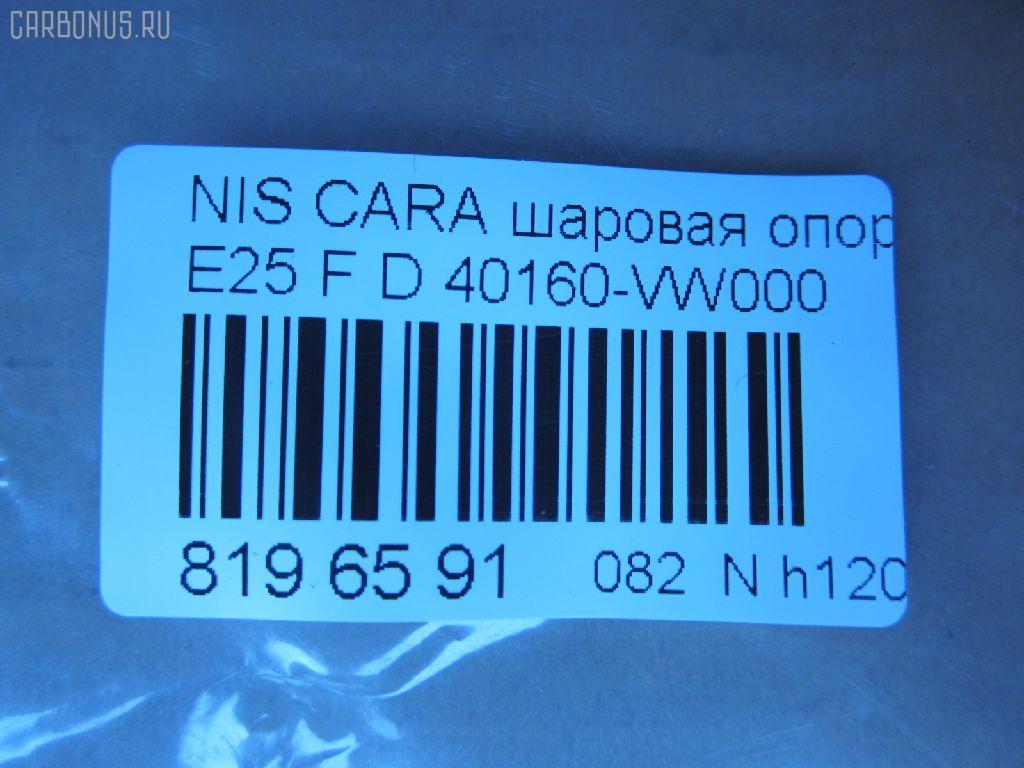 CARBONUS.RU
NIS CARA шаровая опор
E25 F D 40160-VW000
819 65 91 082 N h120